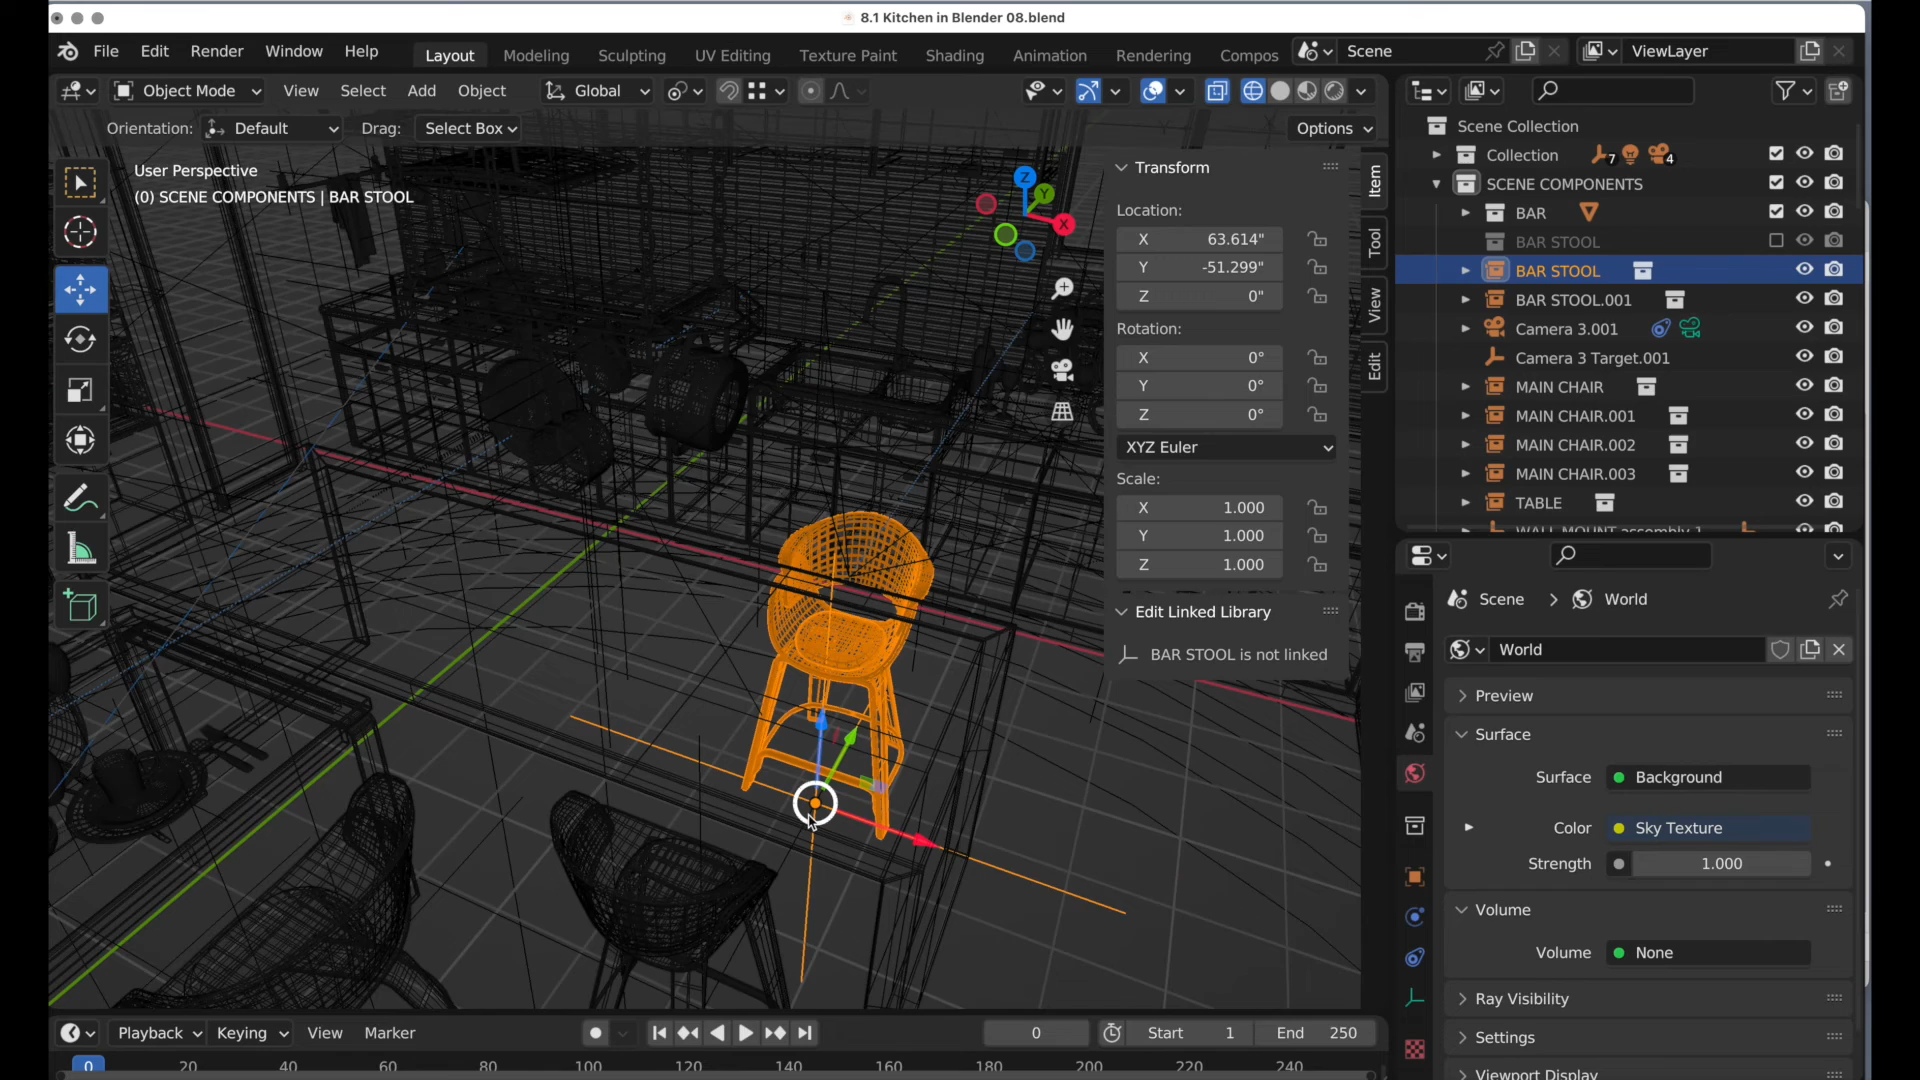 8.1 Kitchen in Blender 08.blend
File Edit Render Window Help Layout Modeling Sculpting UV Editing Texture Paint Shading Animation Rendering Compos Scene ViewLayer
Object Mode View Select Add Object Global
Orientation: Default Drag: Select Box Options
User Perspective
(0) SCENE COMPONENTS | BAR STOOL
Z
Y
X
Transform
Location:
X 63.614"
Y -51.299"
Z 0"
Rotation:
X 0°
Y 0°
Z 0°
XYZ Euler
Scale:
X 1.000
Y 1.000
Z 1.000
Edit Linked Library
BAR STOOL is not linked
Item
Tool
View
Edit
Scene Collection
Collection 7 4
SCENE COMPONENTS
BAR
BAR STOOL
BAR STOOL
BAR STOOL.001
Camera 3.001
Camera 3 Target.001
MAIN CHAIR
MAIN CHAIR.001
MAIN CHAIR.002
MAIN CHAIR.003
TABLE
WALL MOUNT assembly 1
Scene > World
World
Preview
Surface
Surface Background
Color Sky Texture
Strength 1.000
Volume
Volume None
Ray Visibility
Settings
Viewport Display
Playback Keying View Marker 0 Start 1 End 250
0 20 40 60 80 100 120 140 160 180 200 220 240